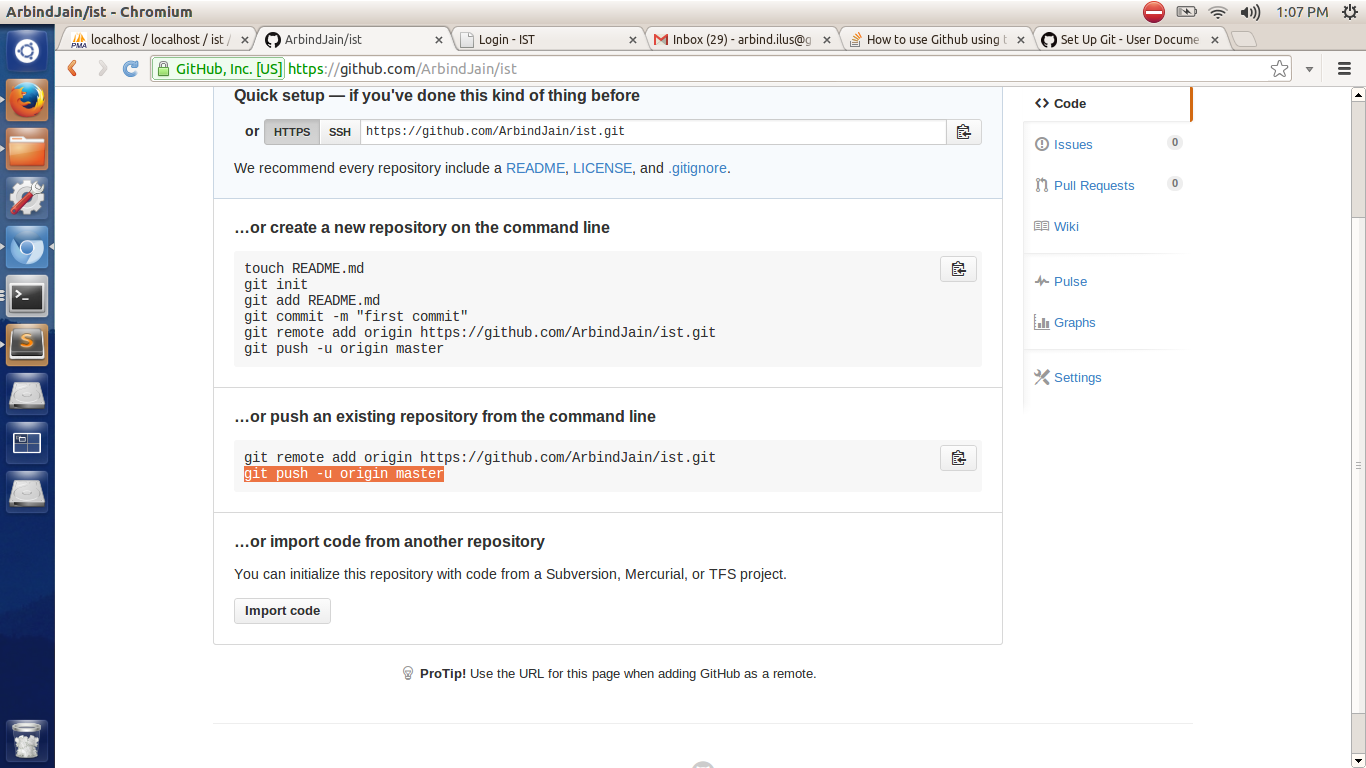 ArbindJain/ist - Chromium
1:07 PM
localhost / localhost / ist /
ArbindJain/ist
Login - IST
Inbox (29) - arbind.ilus@g
How to use Github using t
Set Up Git - User Docume
GitHub, Inc. [US] https://github.com/ArbindJain/ist
Quick setup — if you've done this kind of thing before
or HTTPS SSH https://github.com/ArbindJain/ist.git
We recommend every repository include a README, LICENSE, and .gitignore.
…or create a new repository on the command line
touch README.md
git init
git add README.md
git commit -m "first commit"
git remote add origin https://github.com/ArbindJain/ist.git
git push -u origin master
…or push an existing repository from the command line
git remote add origin https://github.com/ArbindJain/ist.git
git push -u origin master
…or import code from another repository
You can initialize this repository with code from a Subversion, Mercurial, or TFS project.
Import code
ProTip! Use the URL for this page when adding GitHub as a remote.
Code
Issues 0
Pull Requests 0
Wiki
Pulse
Graphs
Settings
PMA
S